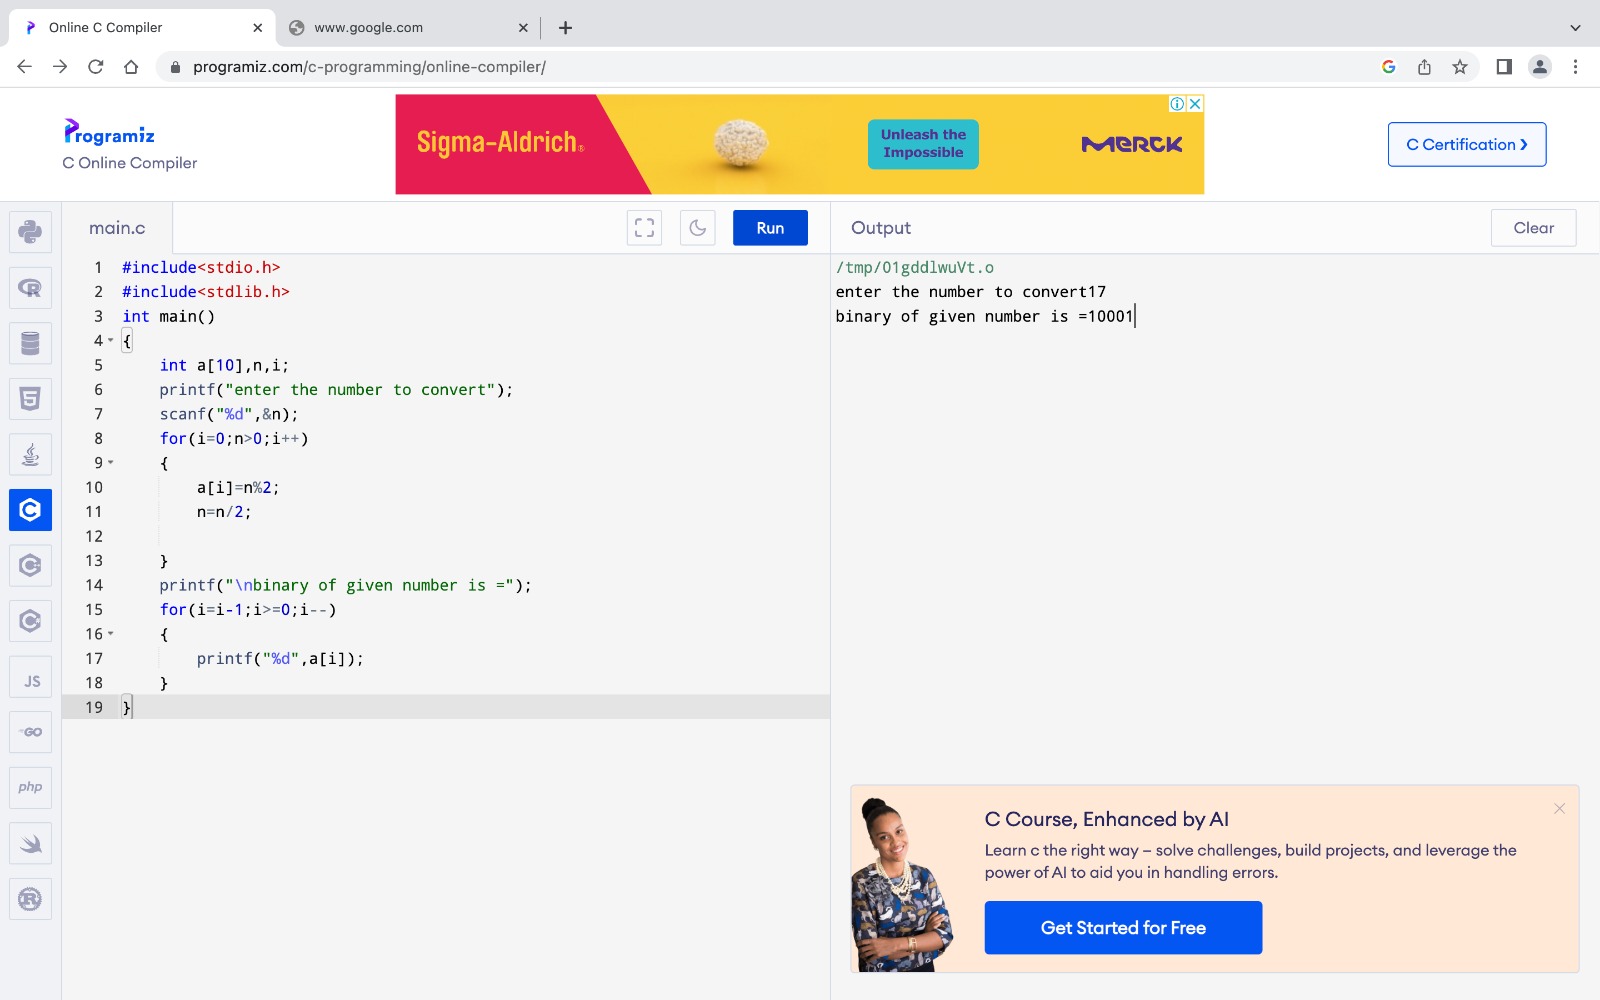 Online C Compiler
www.google.com
programiz.com/c-programming/online-compiler/
Programiz
C Online Compiler
Sigma-Aldrich®
Unleash the
Impossible
MERCK
C Certification ❯
main.c
Run
Output
Clear
1 #include<stdio.h>
2 #include<stdlib.h>
3 int main()
4 {
5     int a[10],n,i;
6     printf("enter the number to convert");
7     scanf("%d",&n);
8     for(i=0;n>0;i++)
9     {
10         a[i]=n%2;
11         n=n/2;
12
13     }
14     printf("\nbinary of given number is =");
15     for(i=i-1;i>=0;i--)
16     {
17         printf("%d",a[i]);
18     }
19 }
/tmp/O1gddlwuVt.o
enter the number to convert17
binary of given number is =10001
R
5
C
C
C
JS
GO
php
R
C Course, Enhanced by AI
Learn c the right way – solve challenges, build projects, and leverage the
power of AI to aid you in handling errors.
Get Started for Free